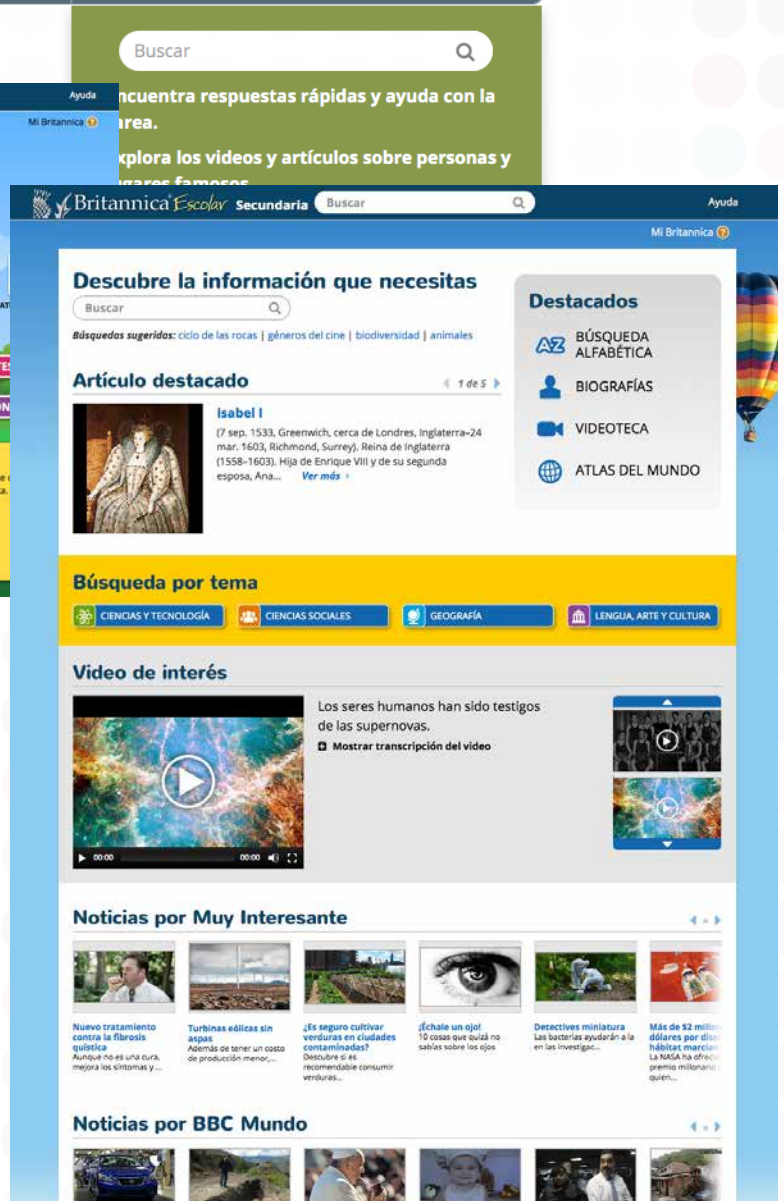 Buscar
ncuentra respuestas rápidas y ayuda con la
area.
xplora los videos y artículos sobre personas y
gares famosos
Ayuda
Mi Britannica ?
Britannica Escolar Secundaria Buscar
Ayuda
Mi Britannica ?
Descubre la información que necesitas
Buscar
Búsquedas sugeridas: ciclo de las rocas | géneros del cine | biodiversidad | animales
Artículo destacado
1 de 5
Isabel I
(7 sep. 1533, Greenwich, cerca de Londres, Inglaterra–24
mar. 1603, Richmond, Surrey). Reina de Inglaterra
(1558–1603). Hija de Enrique VIII y de su segunda
esposa, Ana... Ver más
Destacados
AZ BÚSQUEDA
ALFABÉTICA
BIOGRAFÍAS
VIDEOTECA
ATLAS DEL MUNDO
Búsqueda por tema
CIENCIAS Y TECNOLOGÍA
CIENCIAS SOCIALES
GEOGRAFÍA
LENGUA, ARTE Y CULTURA
Video de interés
Los seres humanos han sido testigos
de las supernovas.
Mostrar transcripción del video
00:00
00:00
Noticias por Muy Interesante
Nuevo tratamiento
contra la fibrosis
quística
Aunque no es una cura,
mejora los síntomas y ...
Turbinas eólicas sin
aspas
Además de tener un costo
de producción menor,...
¿Es seguro cultivar
verduras en ciudades
contaminadas?
Descubre si es
recomendable consumir
verduras...
¡Échale un ojo!
10 cosas que quizá no
sabías sobre los ojos
Detectives miniatura
Las bacterias ayudarán a la
en las investigac...
Más de $2 millon
dólares por dise
hábitat marcian
La NASA ha ofreci
premio millonario
quien...
Noticias por BBC Mundo